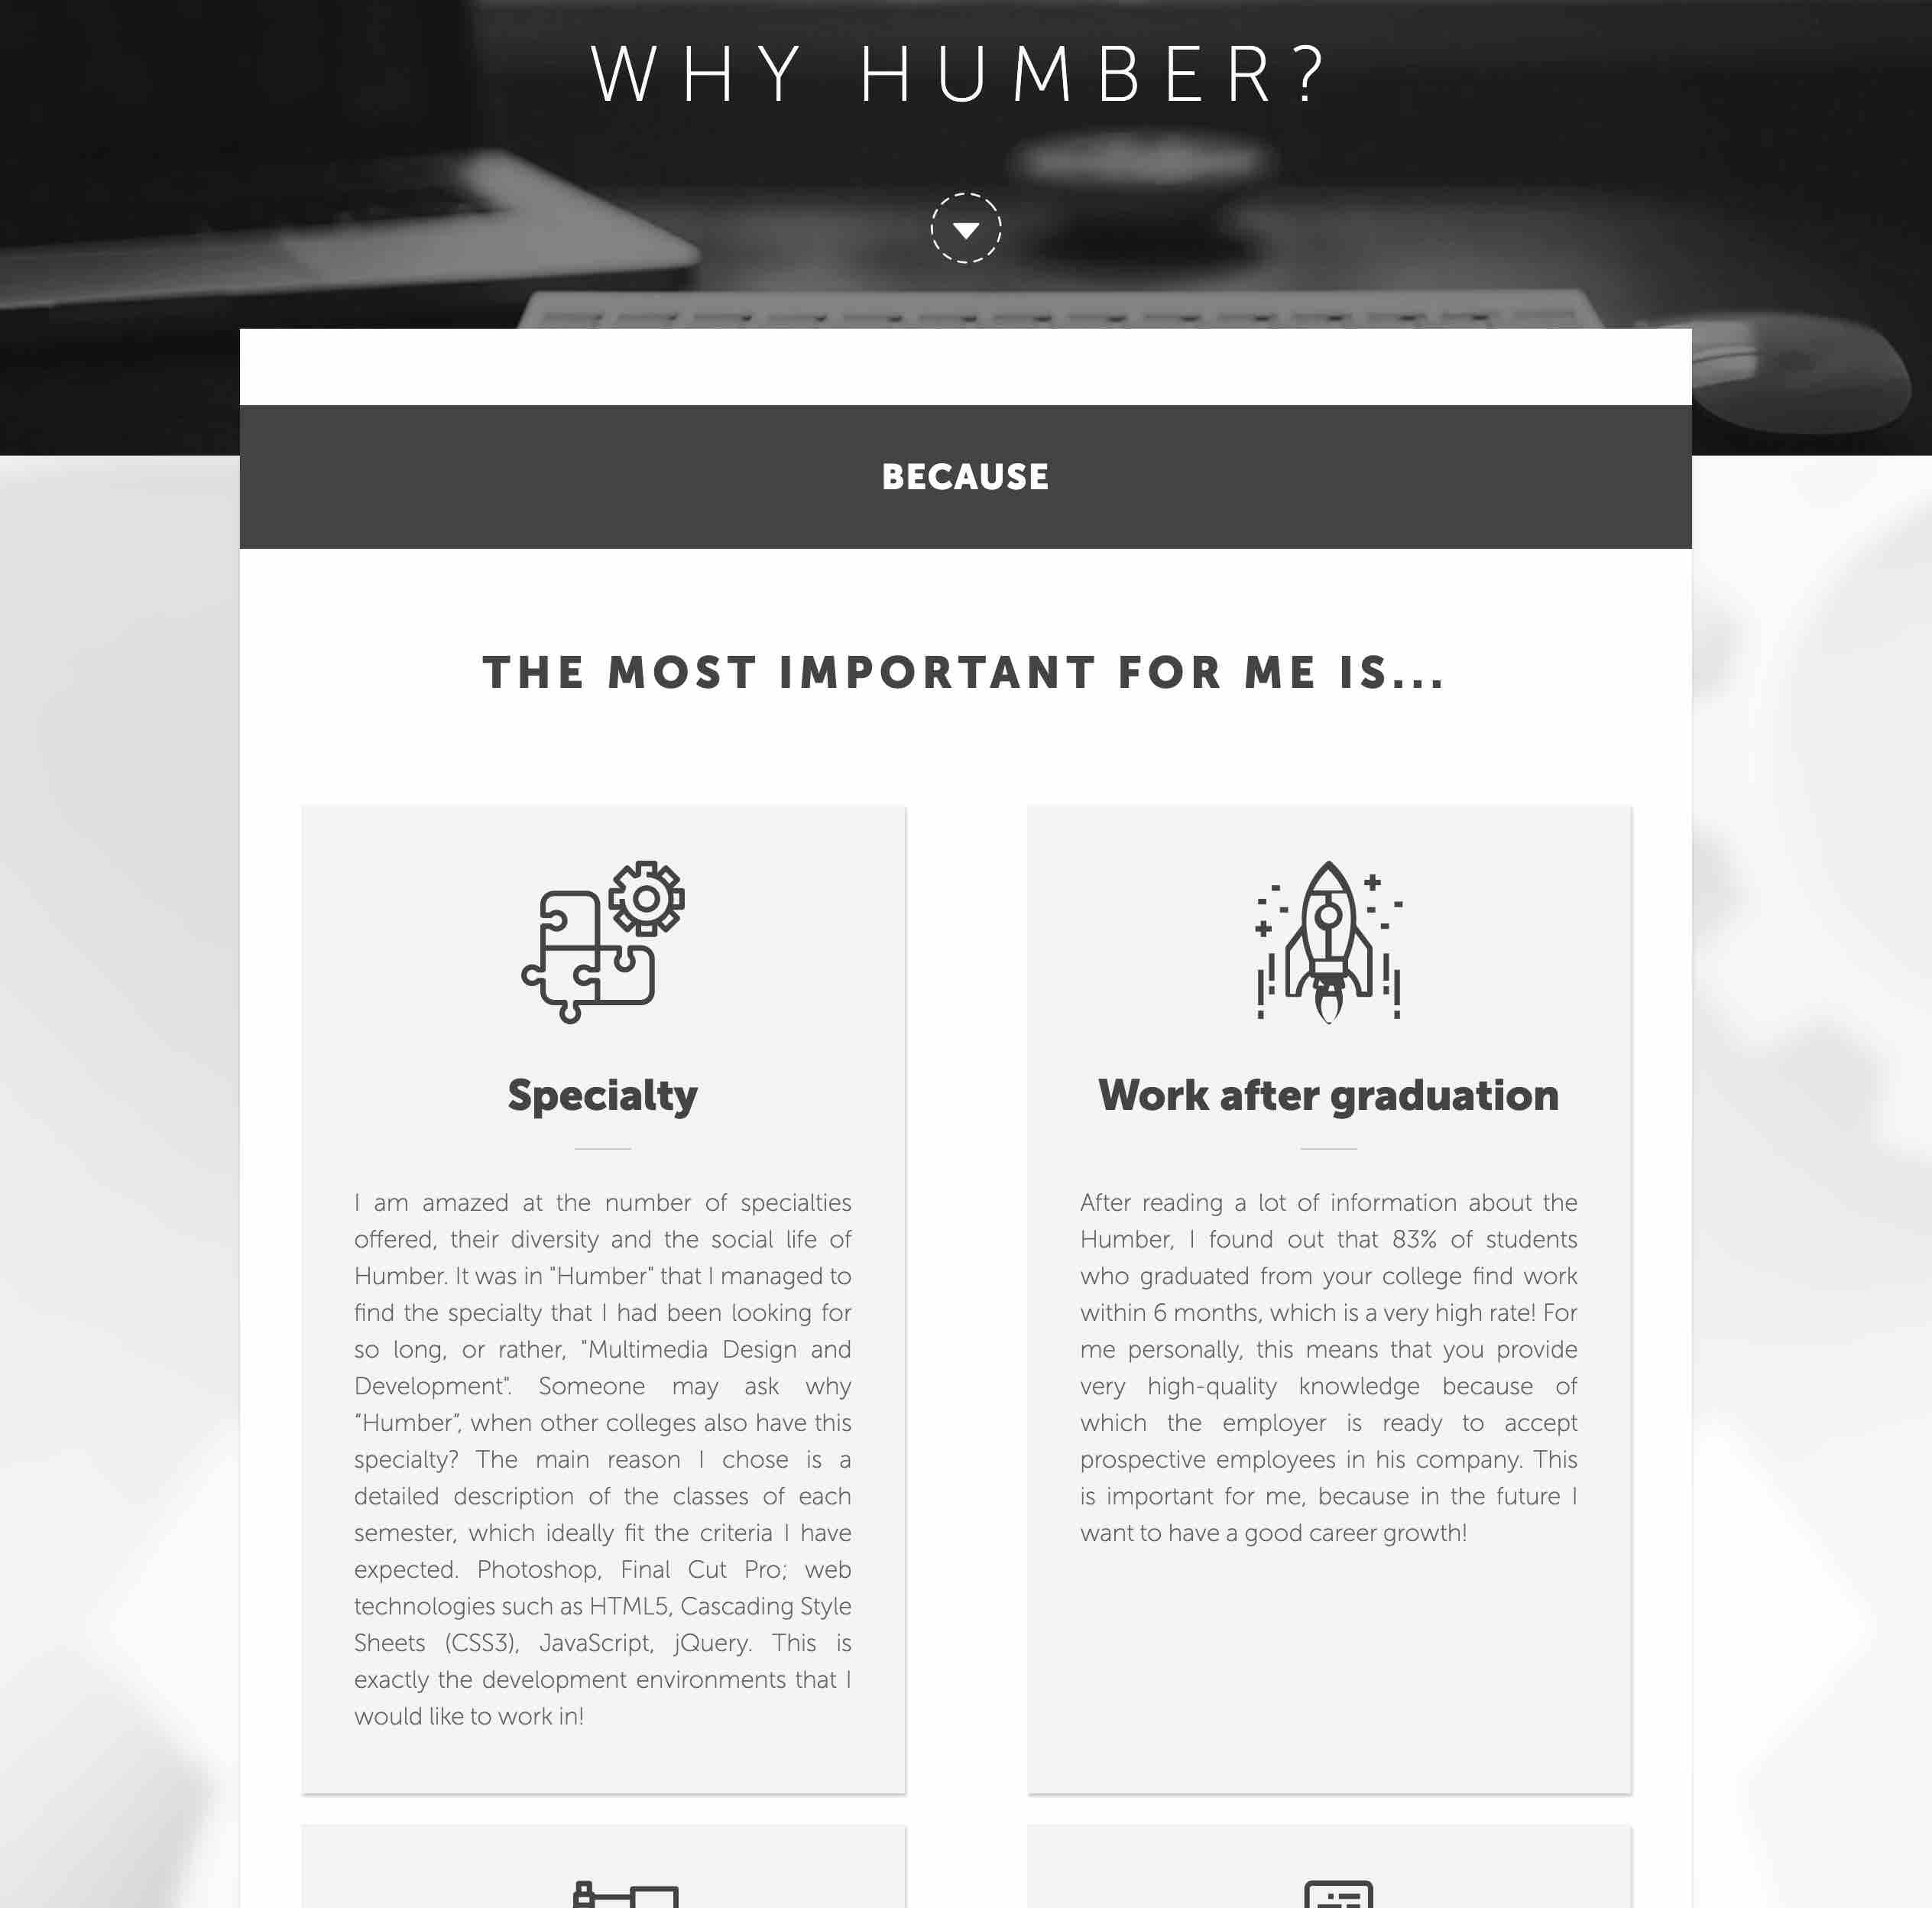 WHY HUMBER?
BECAUSE
THE MOST IMPORTANT FOR ME IS...
Specialty
I am amazed at the number of specialties
offered, their diversity and the social life of
Humber. It was in "Humber" that I managed to
find the specialty that I had been looking for
so long, or rather, "Multimedia Design and
Development". Someone may ask why
“Humber”, when other colleges also have this
specialty? The main reason I chose is a
detailed description of the classes of each
semester, which ideally fit the criteria I have
expected. Photoshop, Final Cut Pro; web
technologies such as HTML5, Cascading Style
Sheets (CSS3), JavaScript, jQuery. This is
exactly the development environments that I
would like to work in!
Work after graduation
After reading a lot of information about the
Humber, I found out that 83% of students
who graduated from your college find work
within 6 months, which is a very high rate! For
me personally, this means that you provide
very high-quality knowledge because of
which the employer is ready to accept
prospective employees in his company. This
is important for me, because in the future I
want to have a good career growth!